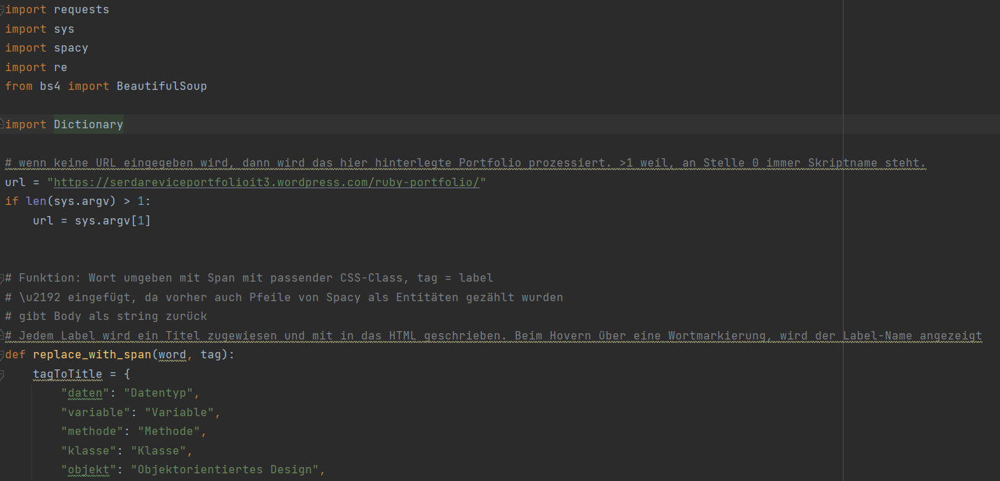 import requests
import sys
import spacy
import re
from bs4 import BeautifulSoup
import Dictionary
# wenn keine URL eingegeben wird, dann wird das hier hinterlegte Portfolio prozessiert. >1 weil, an Stelle 0 immer Skriptname steht.
url = "https://serdareviceportfolioit3.wordpress.com/ruby-portfolio/"
if len(sys.argv) > 1:
    url = sys.argv[1]
# Funktion: Wort umgeben mit Span mit passender CSS-Class, tag = label
# \u2192 eingefügt, da vorher auch Pfeile von Spacy als Entitäten gezählt wurden
# gibt Body als string zurück
# Jedem Label wird ein Titel zugewiesen und mit in das HTML geschrieben. Beim Hovern über eine Wortmarkierung, wird der Label-Name angezeigt
def replace_with_span(word, tag):
    tagToTitle = {
        "daten": "Datentyp",
        "variable": "Variable",
        "methode": "Methode",
        "klasse": "Klasse",
        "objekt": "Objektorientiertes Design",